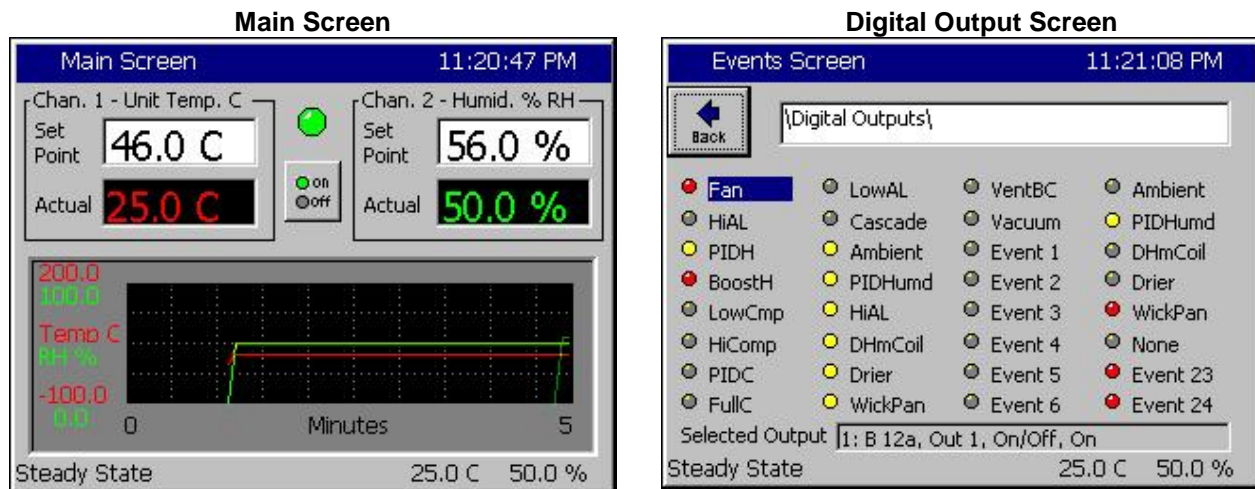 Main Screen
Main Screen 11:20:47 PM
Chan. 1 - Unit Temp. C
Set Point 46.0 C
Actual 25.0 C
on
off
Chan. 2 - Humid. % RH
Set Point 56.0 %
Actual 50.0 %
200.0
100.0
Temp C
RH %
-100.0
0.0
0 Minutes 5
Steady State 25.0 C 50.0 %
Digital Output Screen
Events Screen 11:21:08 PM
Back
\Digital Outputs\
Fan LowAL VentBC Ambient
HiAL Cascade Vacuum PIDHumd
PIDH Ambient Event 1 DHmCoil
BoostH PIDHumd Event 2 Drier
LowCmp HiAL Event 3 WickPan
HiComp DHmCoil Event 4 None
PIDC Drier Event 5 Event 23
FullC WickPan Event 6 Event 24
Selected Output 1: B 12a, Out 1, On/Off, On
Steady State 25.0 C 50.0 %